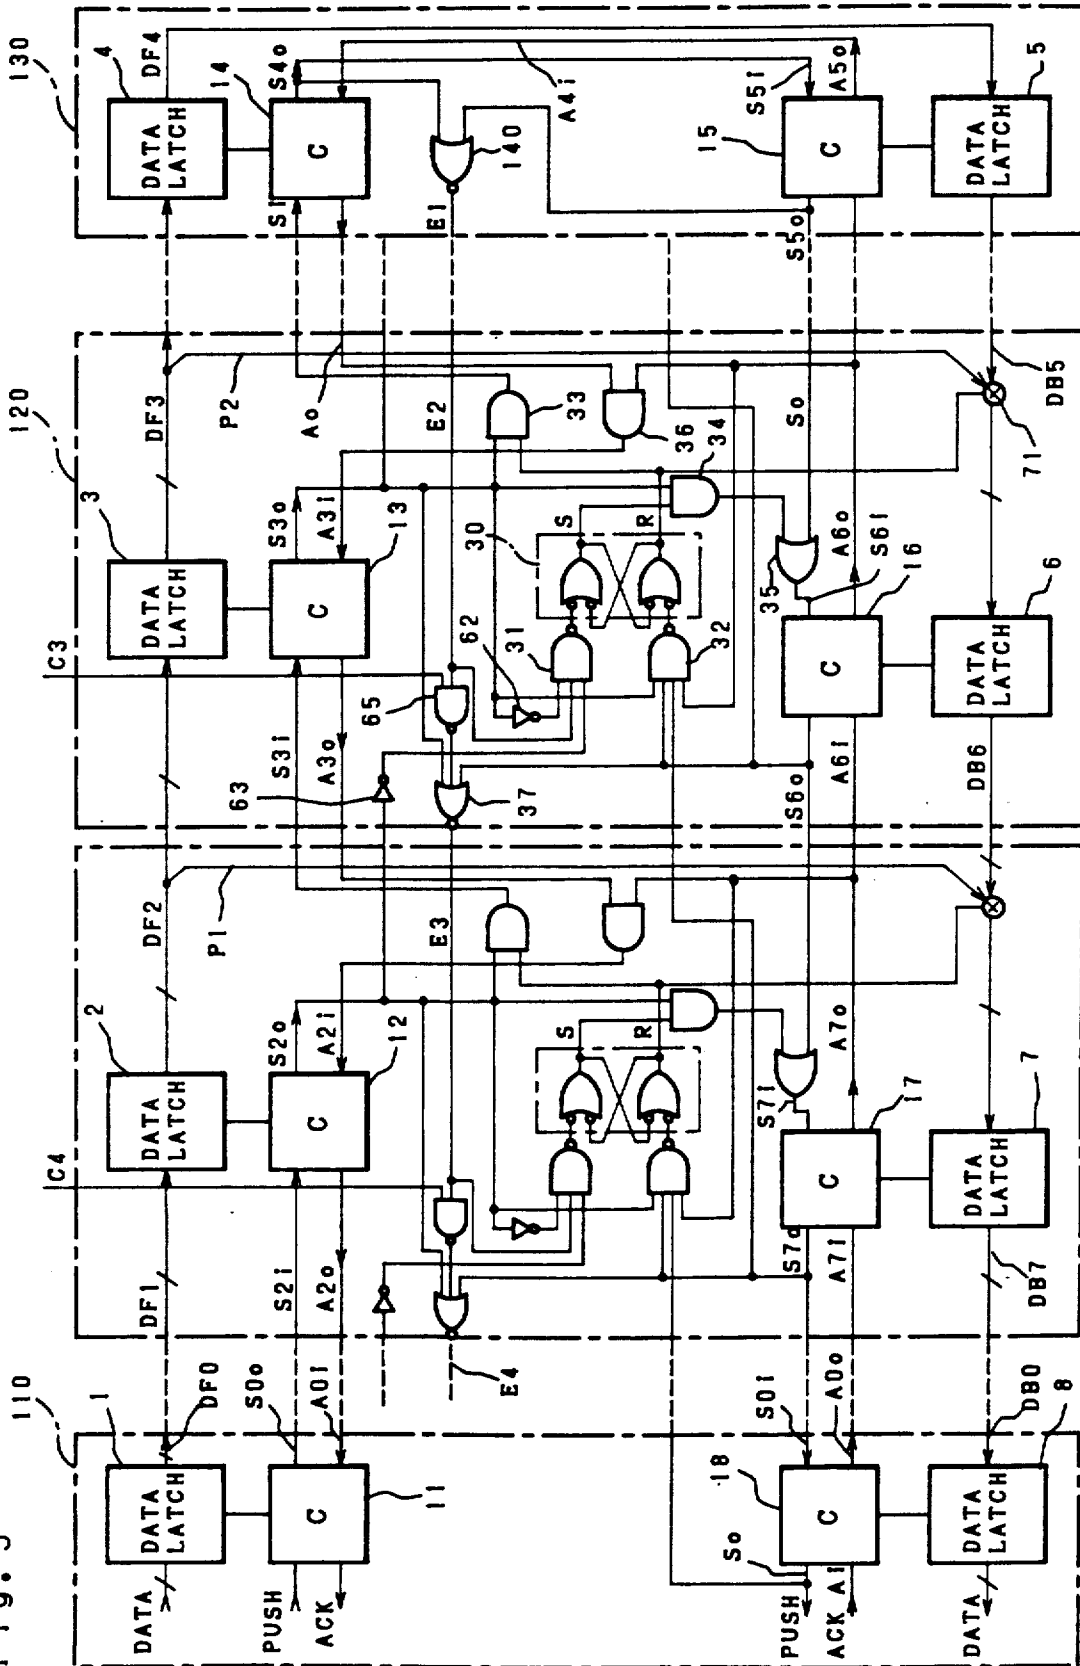 Fig. 5
110
120
130
1
DATA
LATCH
DATA
DF0
DF1
2
DATA
LATCH
DF2
3
DATA
LATCH
DF3
4
DATA
LATCH
DF4
C4
C3
P1
P2
PUSH
ACK
C
11
S0o
A0i
S2i
A2o
C
12
S2o
A2i
S3i
A3o
C
13
S3o
A3i
Ao
Si
C
14
S4o
A4i
E4
E3
E2
E1
63
65
37
62
31
32
30
S
R
S
R
33
36
34
35
140
PUSH
ACK
So
Ai
C
18
S0i
A0o
S7o
A7i
C
17
S7i
A7o
S6o
A6i
C
16
S6i
A6o
So
S5o
C
15
S5i
A5o
DATA
DATA
LATCH
8
DB0
DB7
DATA
LATCH
7
DB6
DATA
LATCH
6
71
DB5
DATA
LATCH
5